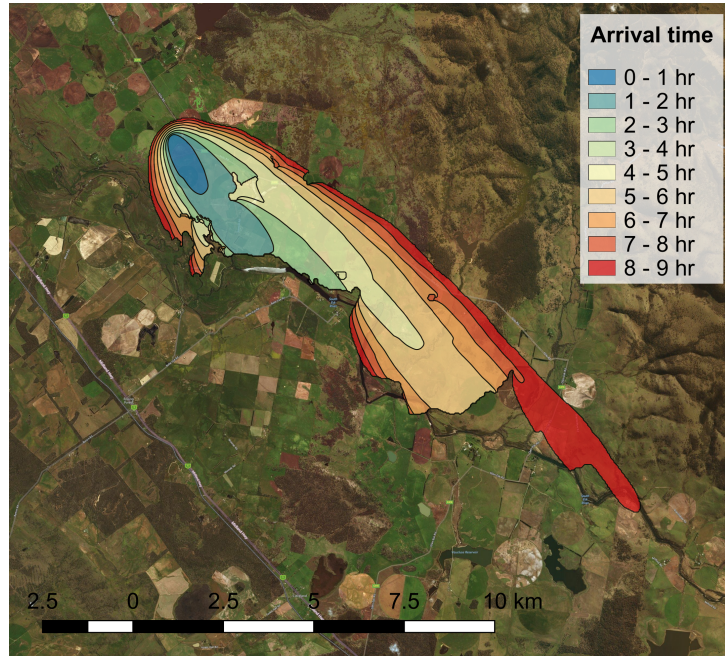 Arrival time
0 - 1 hr
1 - 2 hr
2 - 3 hr
3 - 4 hr
4 - 5 hr
5 - 6 hr
6 - 7 hr
7 - 8 hr
8 - 9 hr
2.5 0 2.5 5 7.5 10 km